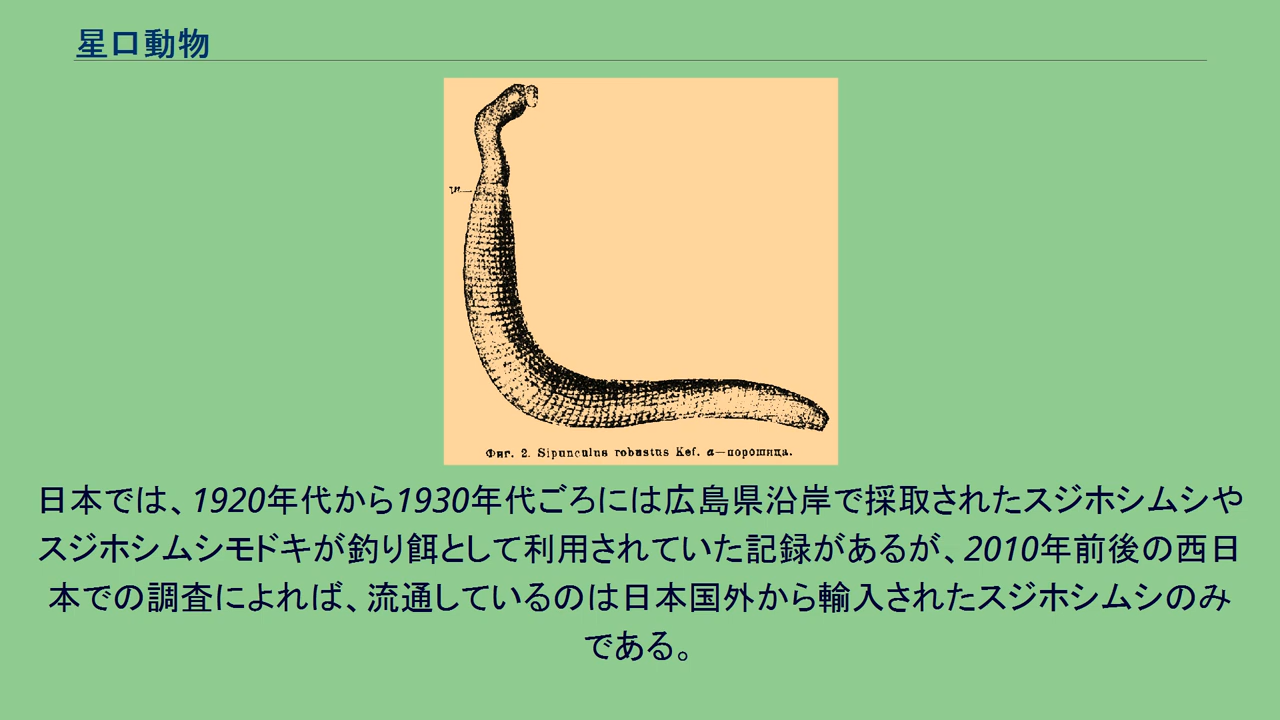 星口動物
m
Фиг. 2. Sipunculus robustus Kef. a—порошица.
日本では、1920年代から1930年代ごろには広島県沿岸で採取されたスジホシムシや
スジホシムシモドキが釣り餌として利用されていた記録があるが、2010年前後の西日
本での調査によれば、流通しているのは日本国外から輸入されたスジホシムシのみ
である。